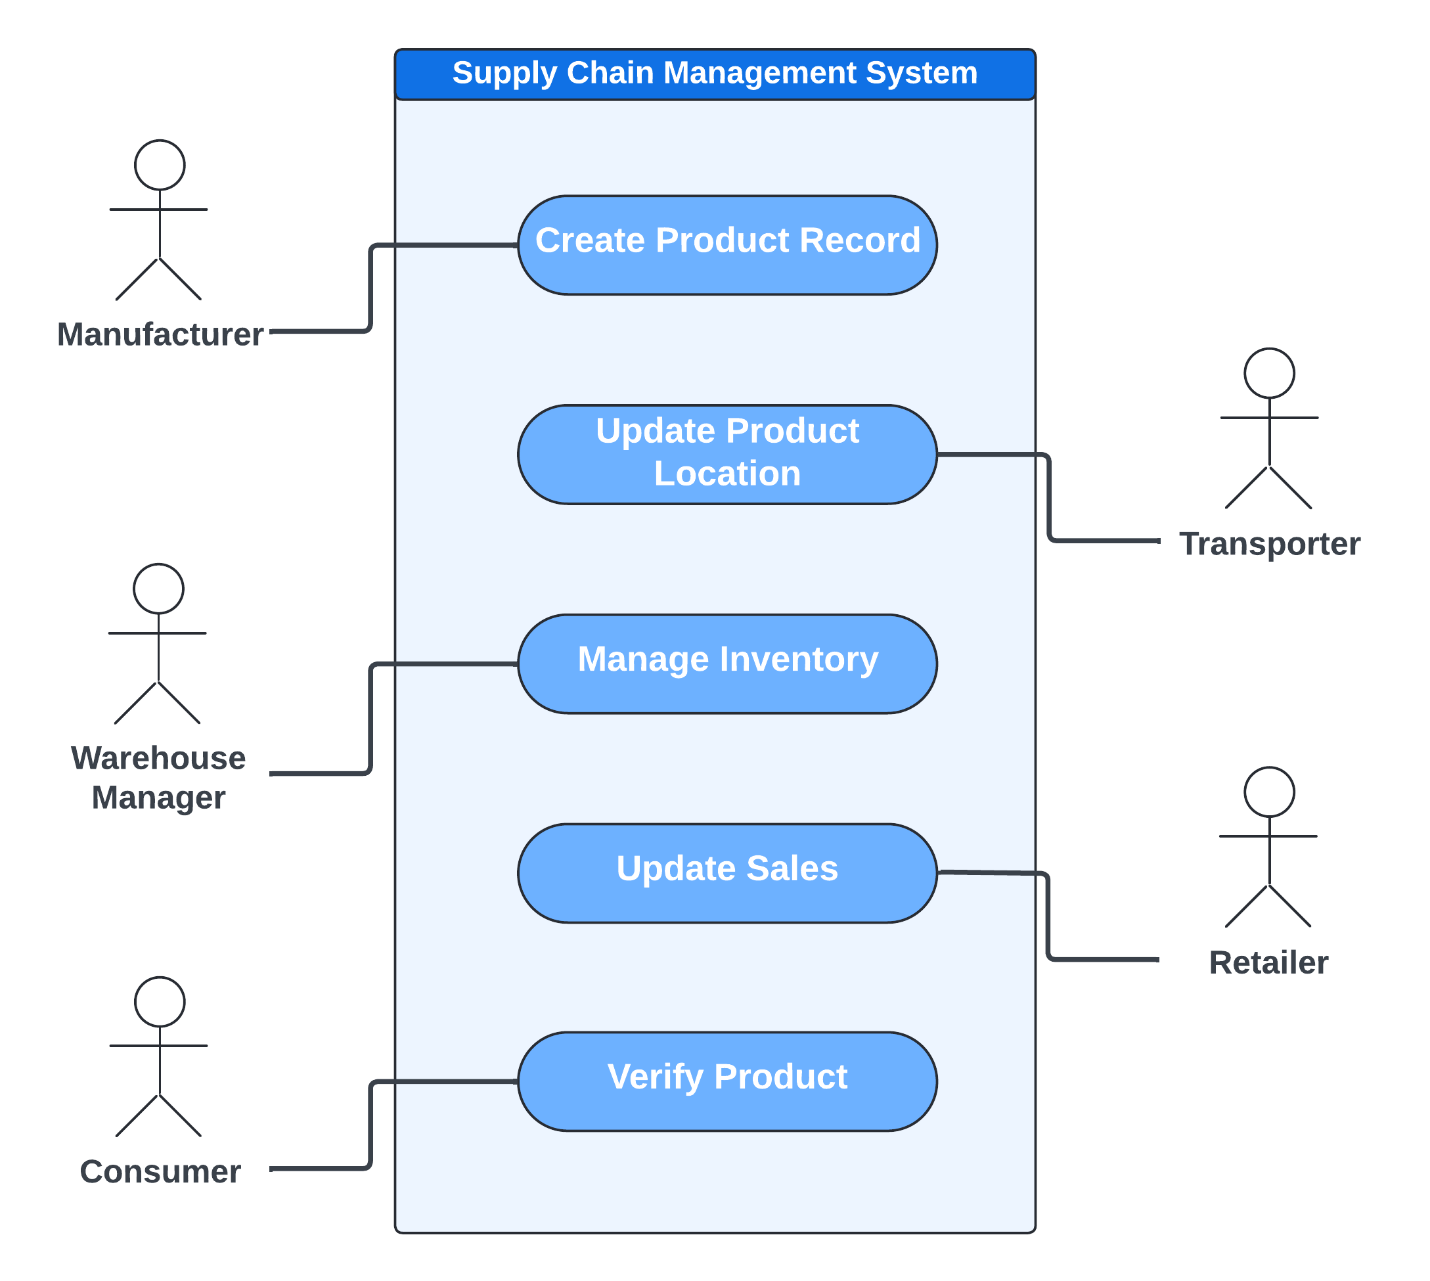 Supply Chain Management System
Create Product Record
Manufacturer
Update Product
Location
Transporter
Manage Inventory
Warehouse
Manager
Update Sales
Retailer
Verify Product
Consumer